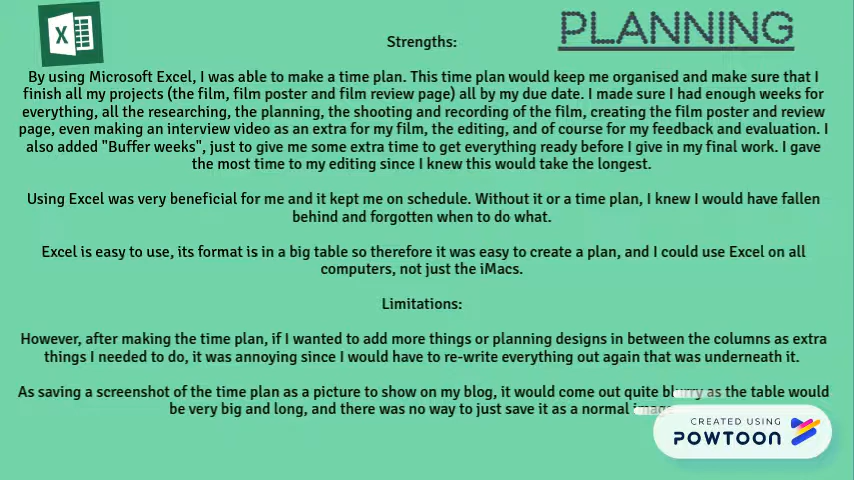 PLANNING
Strengths:
By using Microsoft Excel, I was able to make a time plan. This time plan would keep me organised and make sure that I
finish all my projects (the film, film poster and film review page) all by my due date. I made sure I had enough weeks for
everything, all the researching, the planning, the shooting and recording of the film, creating the film poster and review
page, even making an interview video as an extra for my film, the editing, and of course for my feedback and evaluation. I
also added "Buffer weeks", just to give me some extra time to get everything ready before I give in my final work. I gave
the most time to my editing since I knew this would take the longest.
Using Excel was very beneficial for me and it kept me on schedule. Without it or a time plan, I knew I would have fallen
behind and forgotten when to do what.
Excel is easy to use, its format is in a big table so therefore it was easy to create a plan, and I could use Excel on all
computers, not just the iMacs.
Limitations:
However, after making the time plan, if I wanted to add more things or planning designs in between the columns as extra
things I needed to do, it was annoying since I would have to re-write everything out again that was underneath it.
As saving a screenshot of the time plan as a picture to show on my blog, it would come out quite blurry as the table would
be very big and long, and there was no way to just save it as a normal image
CREATED USING
POWTOON
X